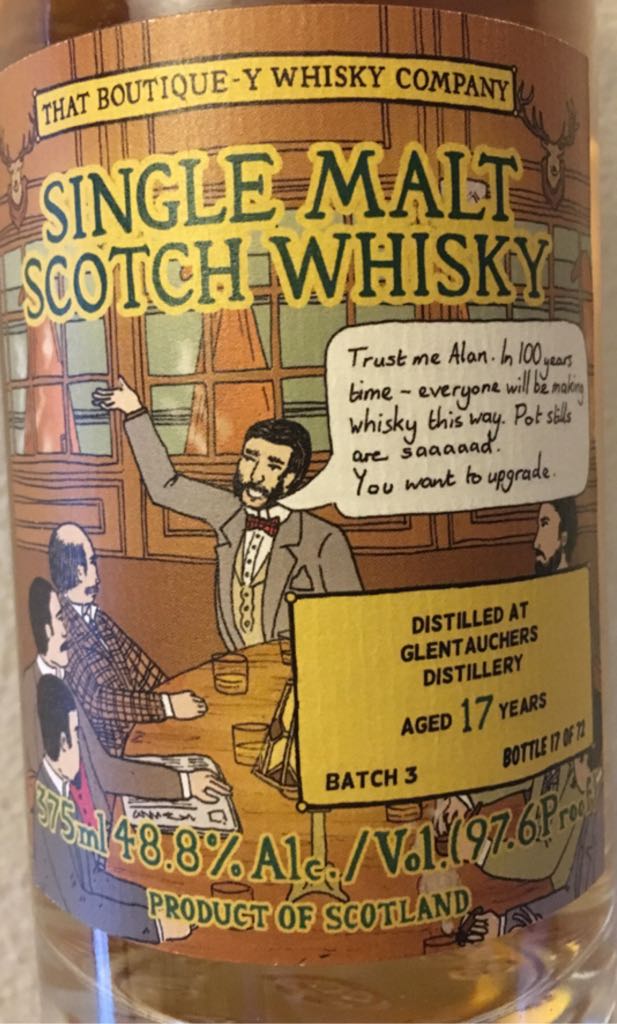 THAT BOUTIQUE-Y WHISKY COMPANY
SINGLE MALT
SCOTCH WHISKY
Trust me Alan. In 100 years
time - everyone will be making
whisky this way. Pot stills
are saaaaad.
You want to upgrade.
DISTILLED AT
GLENTAUCHERS
DISTILLERY
AGED 17 YEARS
BATCH 3
BOTTLE 17 OF 72
375ml 48.8% Alc./Vol.(97.6Proof)
PRODUCT OF SCOTLAND